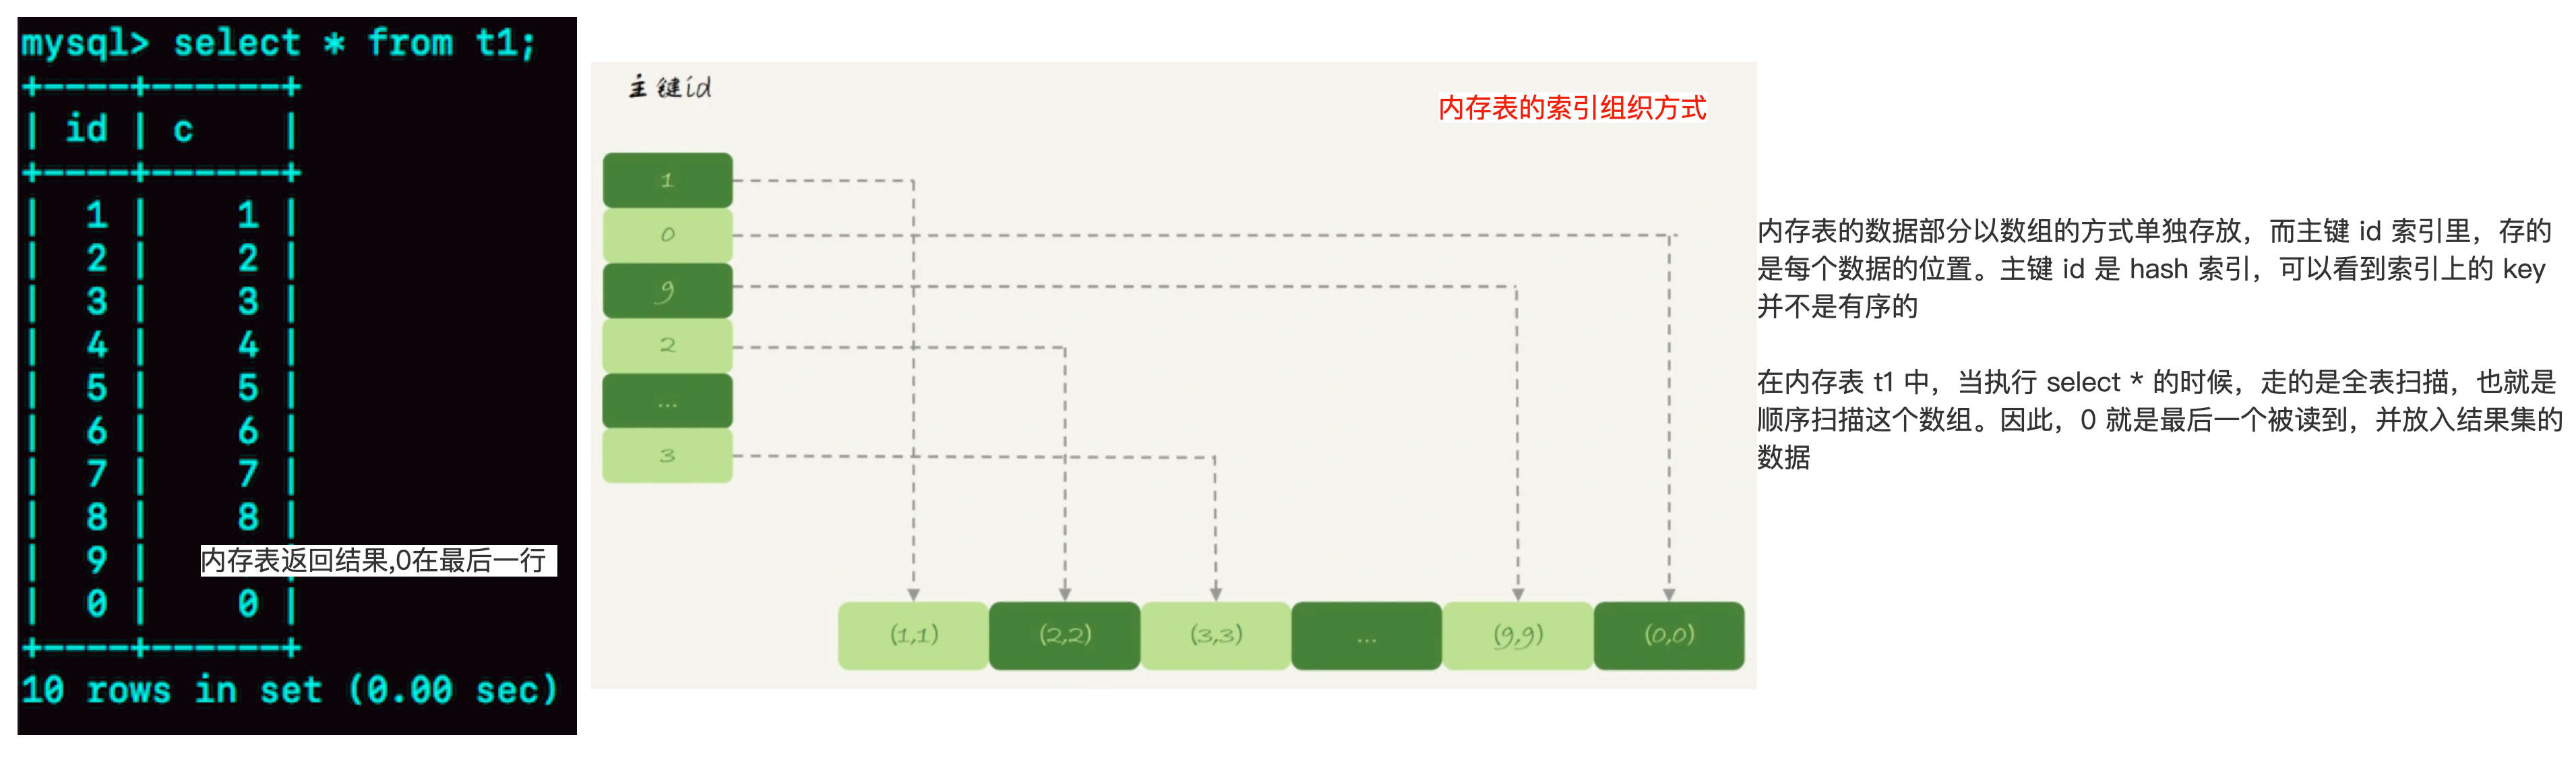 mysql> select * from t1;
+----+------+
| id | c    |
+----+------+
|  1 |    1 |
|  2 |    2 |
|  3 |    3 |
|  4 |    4 |
|  5 |    5 |
|  6 |    6 |
|  7 |    7 |
|  8 |    8 |
|  9 |
内存表返回结果,0在最后一行
|  0 |    0 |
+----+------+
10 rows in set (0.00 sec)
主键id
内存表的索引组织方式
1
0
9
2
...
3
(1,1) (2,2) (3,3) ... (9,9) (0,0)
内存表的数据部分以数组的方式单独存放，而主键 id 索引里，存的
是每个数据的位置。主键 id 是 hash 索引，可以看到索引上的 key
并不是有序的
在内存表 t1 中，当执行 select * 的时候，走的是全表扫描，也就是
顺序扫描这个数组。因此，0 就是最后一个被读到，并放入结果集的
数据